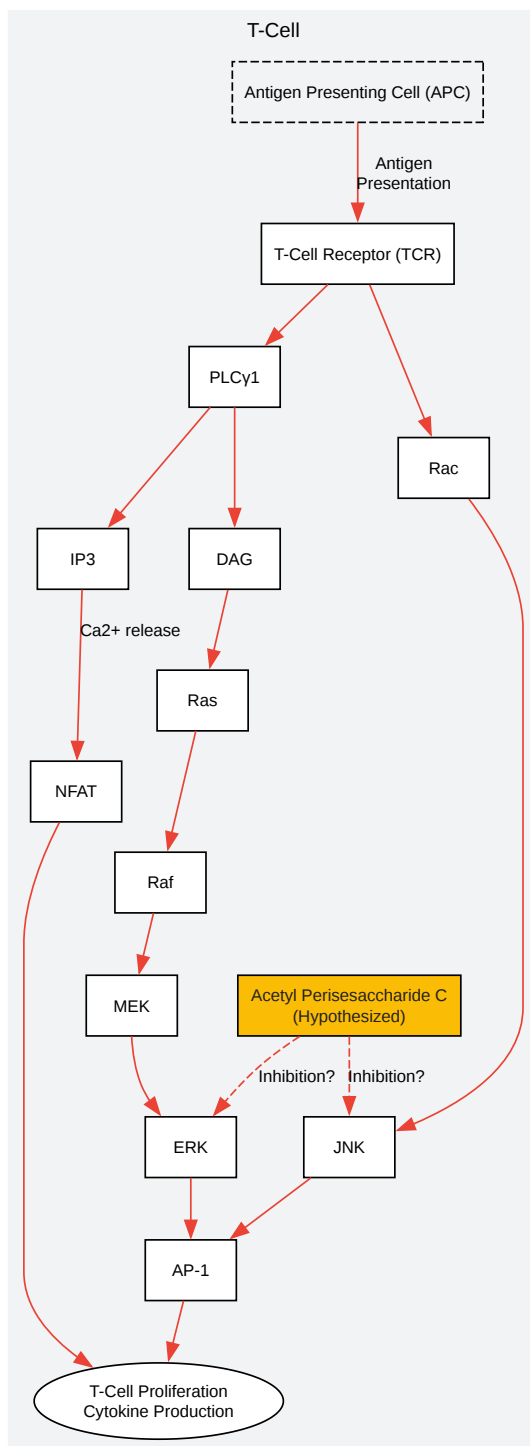 T-Cell
Antigen Presenting Cell (APC)
Antigen
Presentation
T-Cell Receptor (TCR)
PLCγ1
Rac
IP3
DAG
Ca2+ release
Ras
NFAT
Raf
MEK
Acetyl Perisesaccharide C
(Hypothesized)
Inhibition?
Inhibition?
ERK
JNK
AP-1
T-Cell Proliferation
Cytokine Production